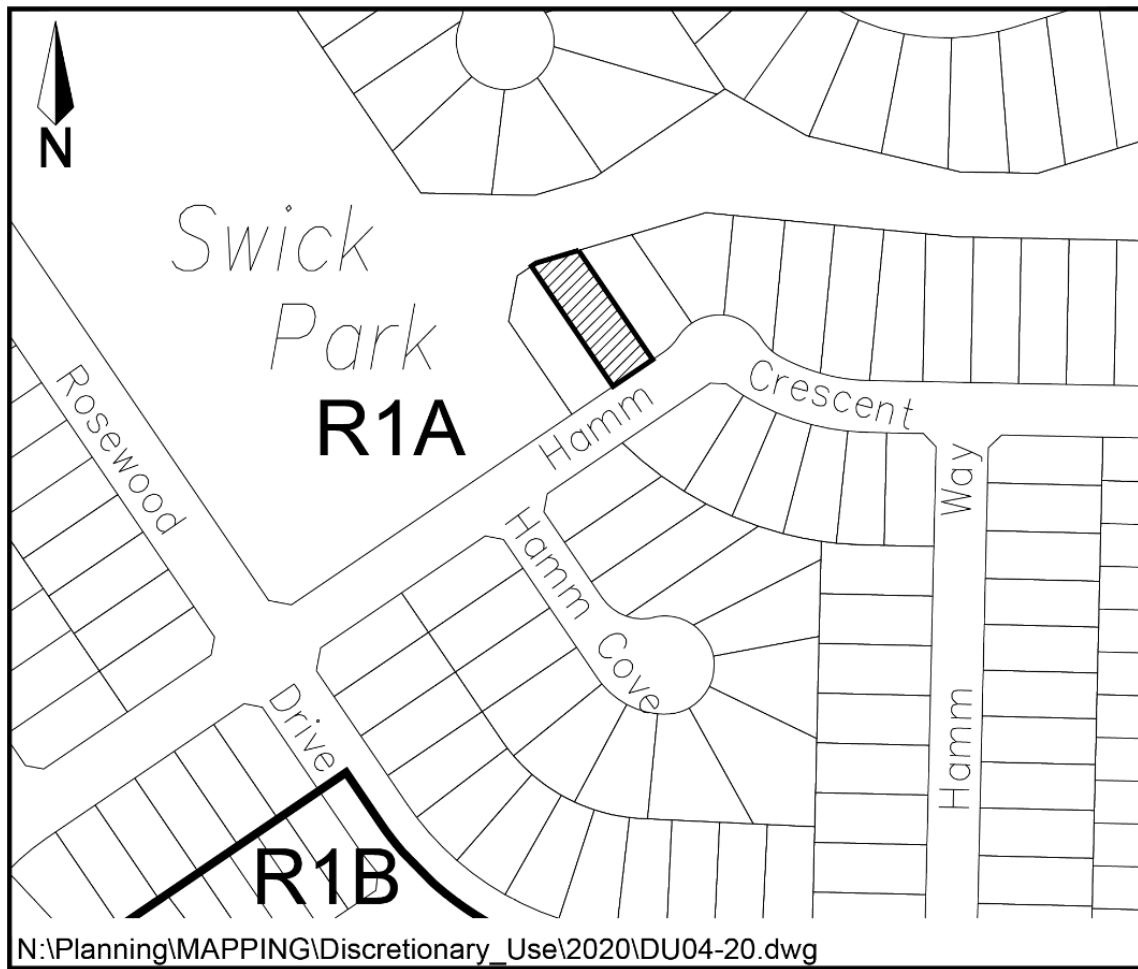 N
Swick
Park
R1A
Rosewood
Drive
Hamm
Crescent
Hamm Cove
Hamm
Way
R1B
N:\Planning\MAPPING\Discretionary_Use\2020\DU04-20.dwg